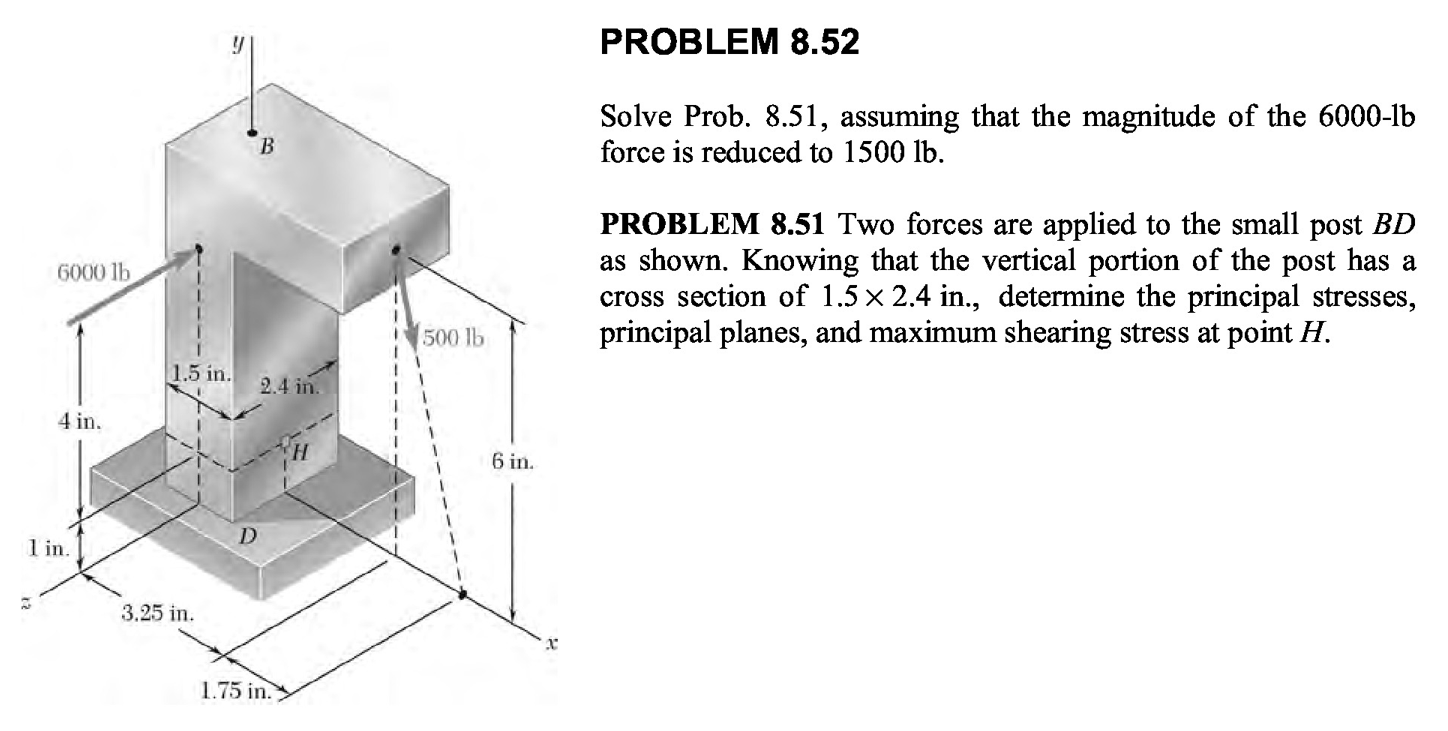 PROBLEM 8.52
Solve Prob. 8.51, assuming that the magnitude of the 6000-lb
force is reduced to 1500 lb.
PROBLEM 8.51 Two forces are applied to the small post BD
as shown. Knowing that the vertical portion of the post has a
cross section of 1.5 × 2.4 in., determine the principal stresses,
principal planes, and maximum shearing stress at point H.
y
B
6000 lb
500 lb
1.5 in.
2.4 in.
4 in.
H
6 in.
D
1 in.
z
3.25 in.
x
1.75 in.